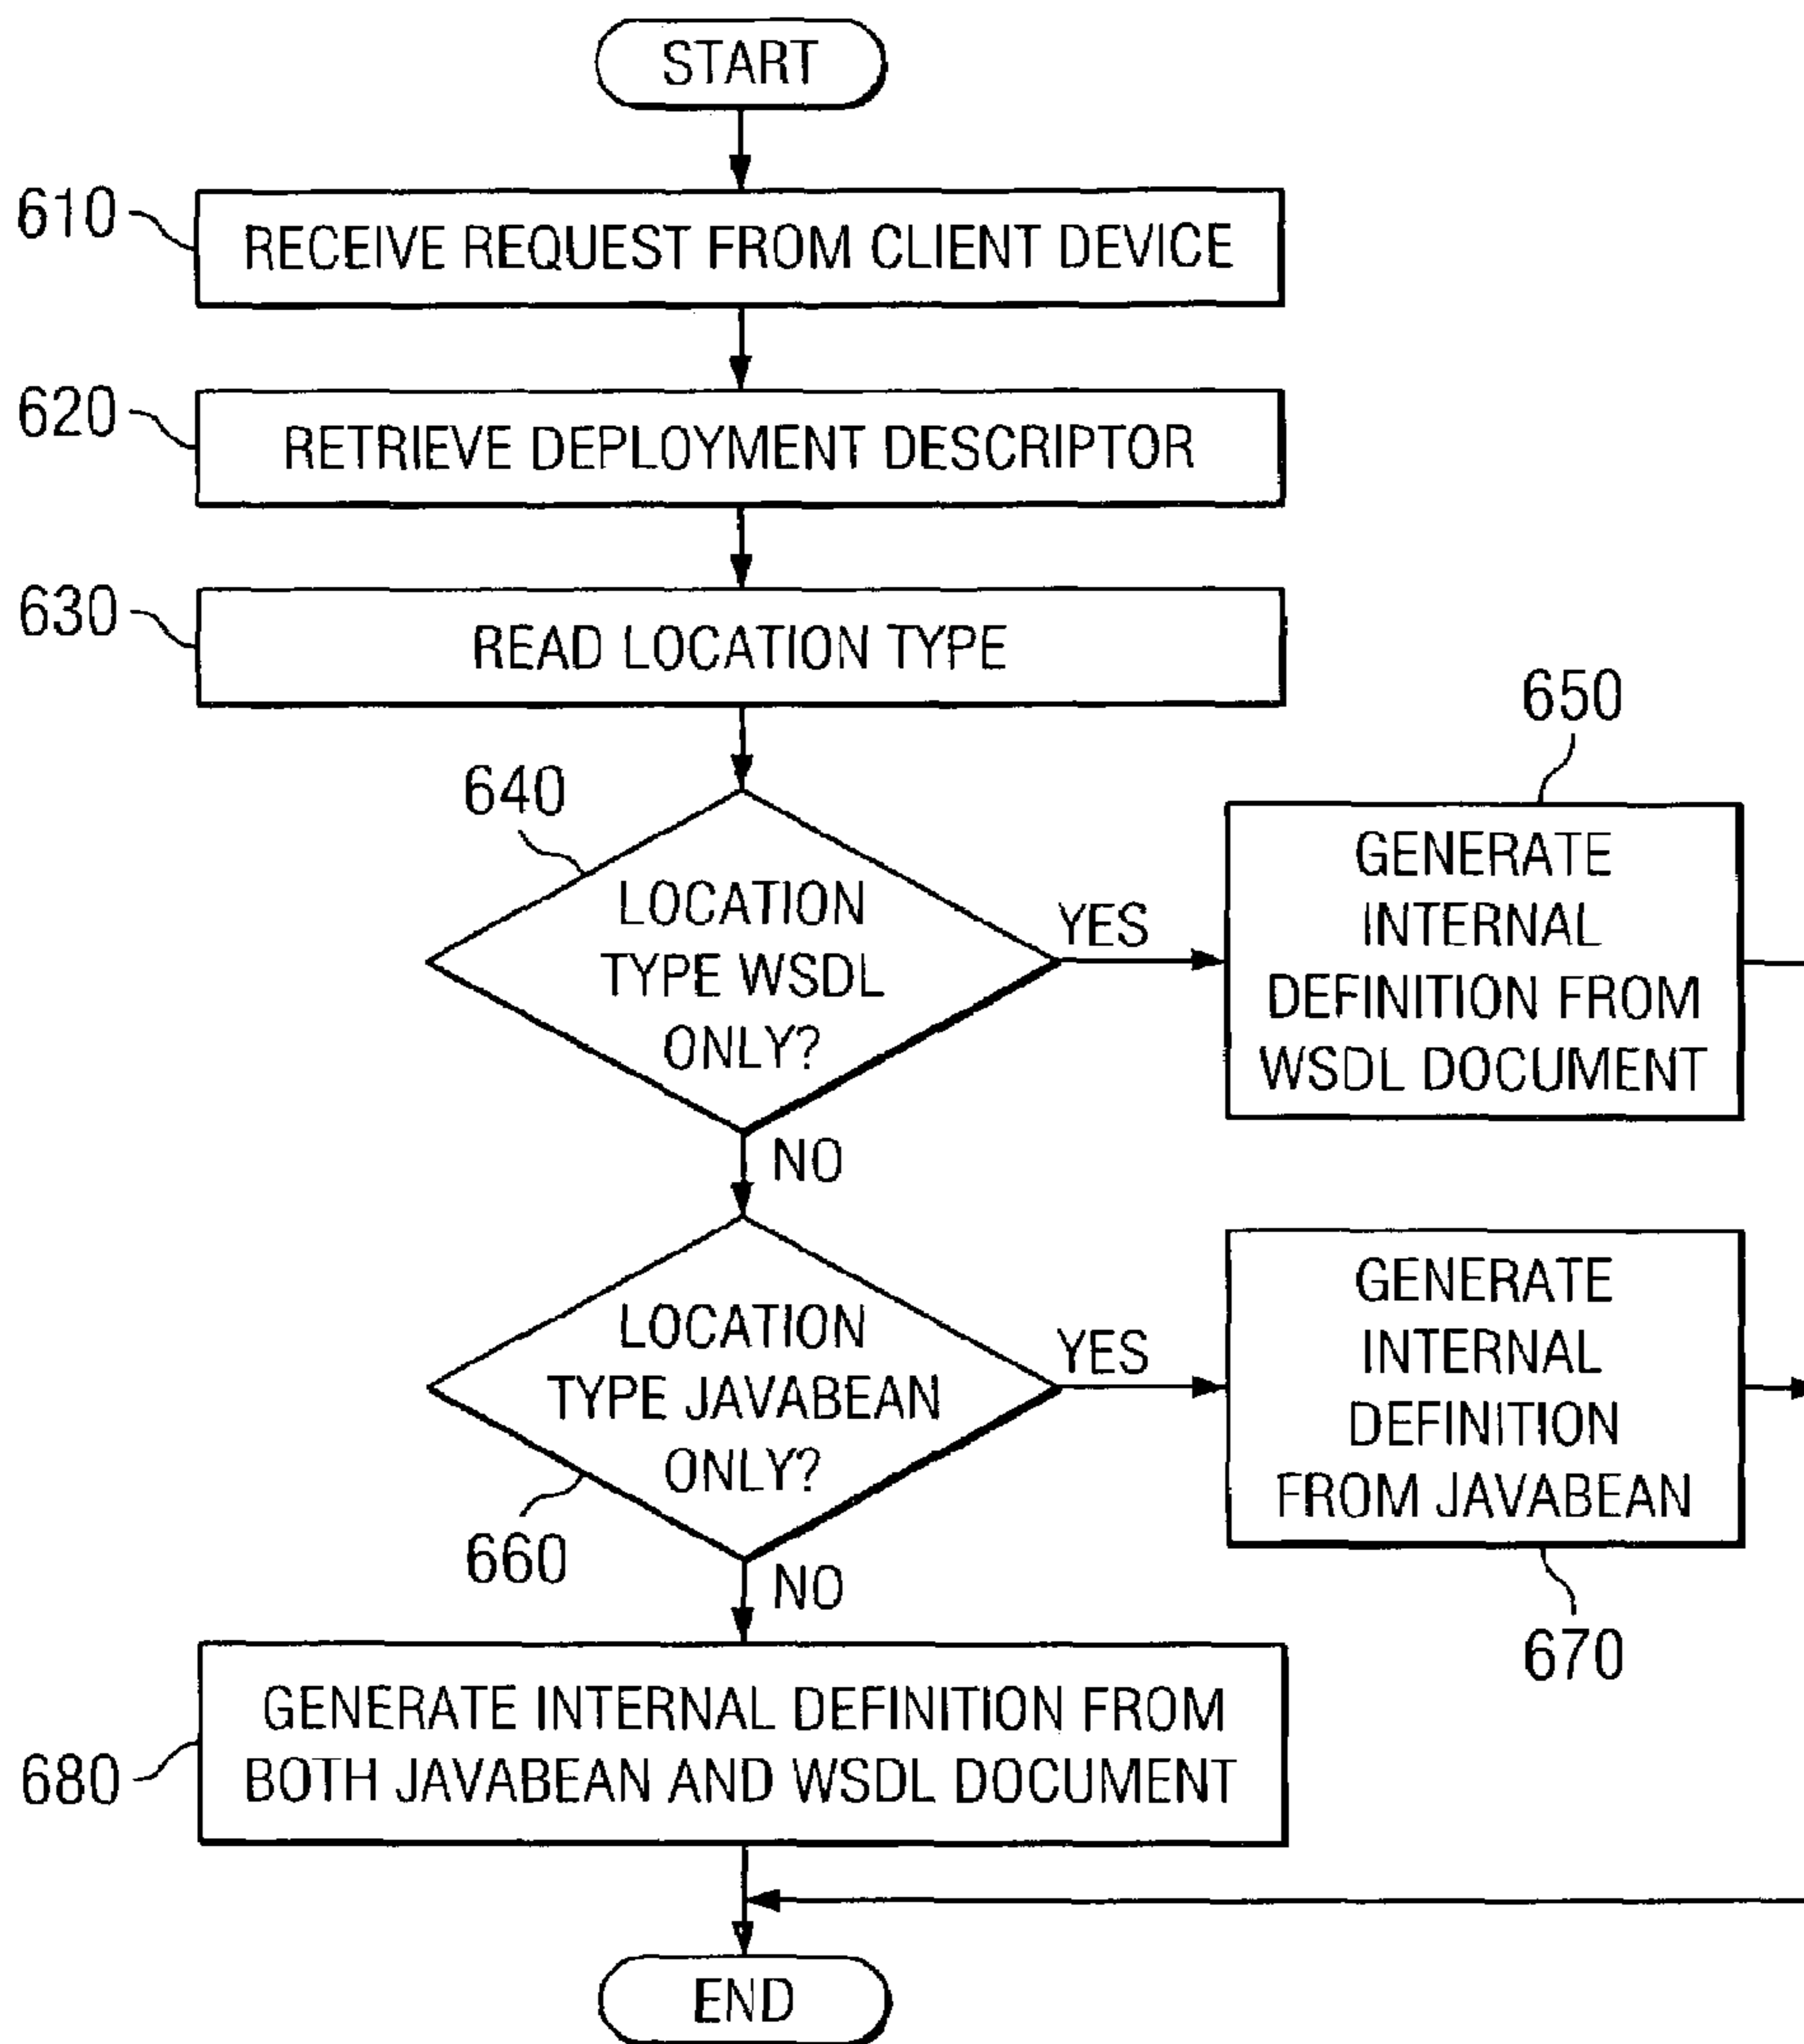 START
610
RECEIVE REQUEST FROM CLIENT DEVICE
620
RETRIEVE DEPLOYMENT DESCRIPTOR
630
READ LOCATION TYPE
640
LOCATION
TYPE WSDL
ONLY?
YES
650
GENERATE
INTERNAL
DEFINITION FROM
WSDL DOCUMENT
NO
LOCATION
TYPE JAVABEAN
ONLY?
660
YES
GENERATE
INTERNAL
DEFINITION
FROM JAVABEAN
670
NO
680
GENERATE INTERNAL DEFINITION FROM
BOTH JAVABEAN AND WSDL DOCUMENT
END